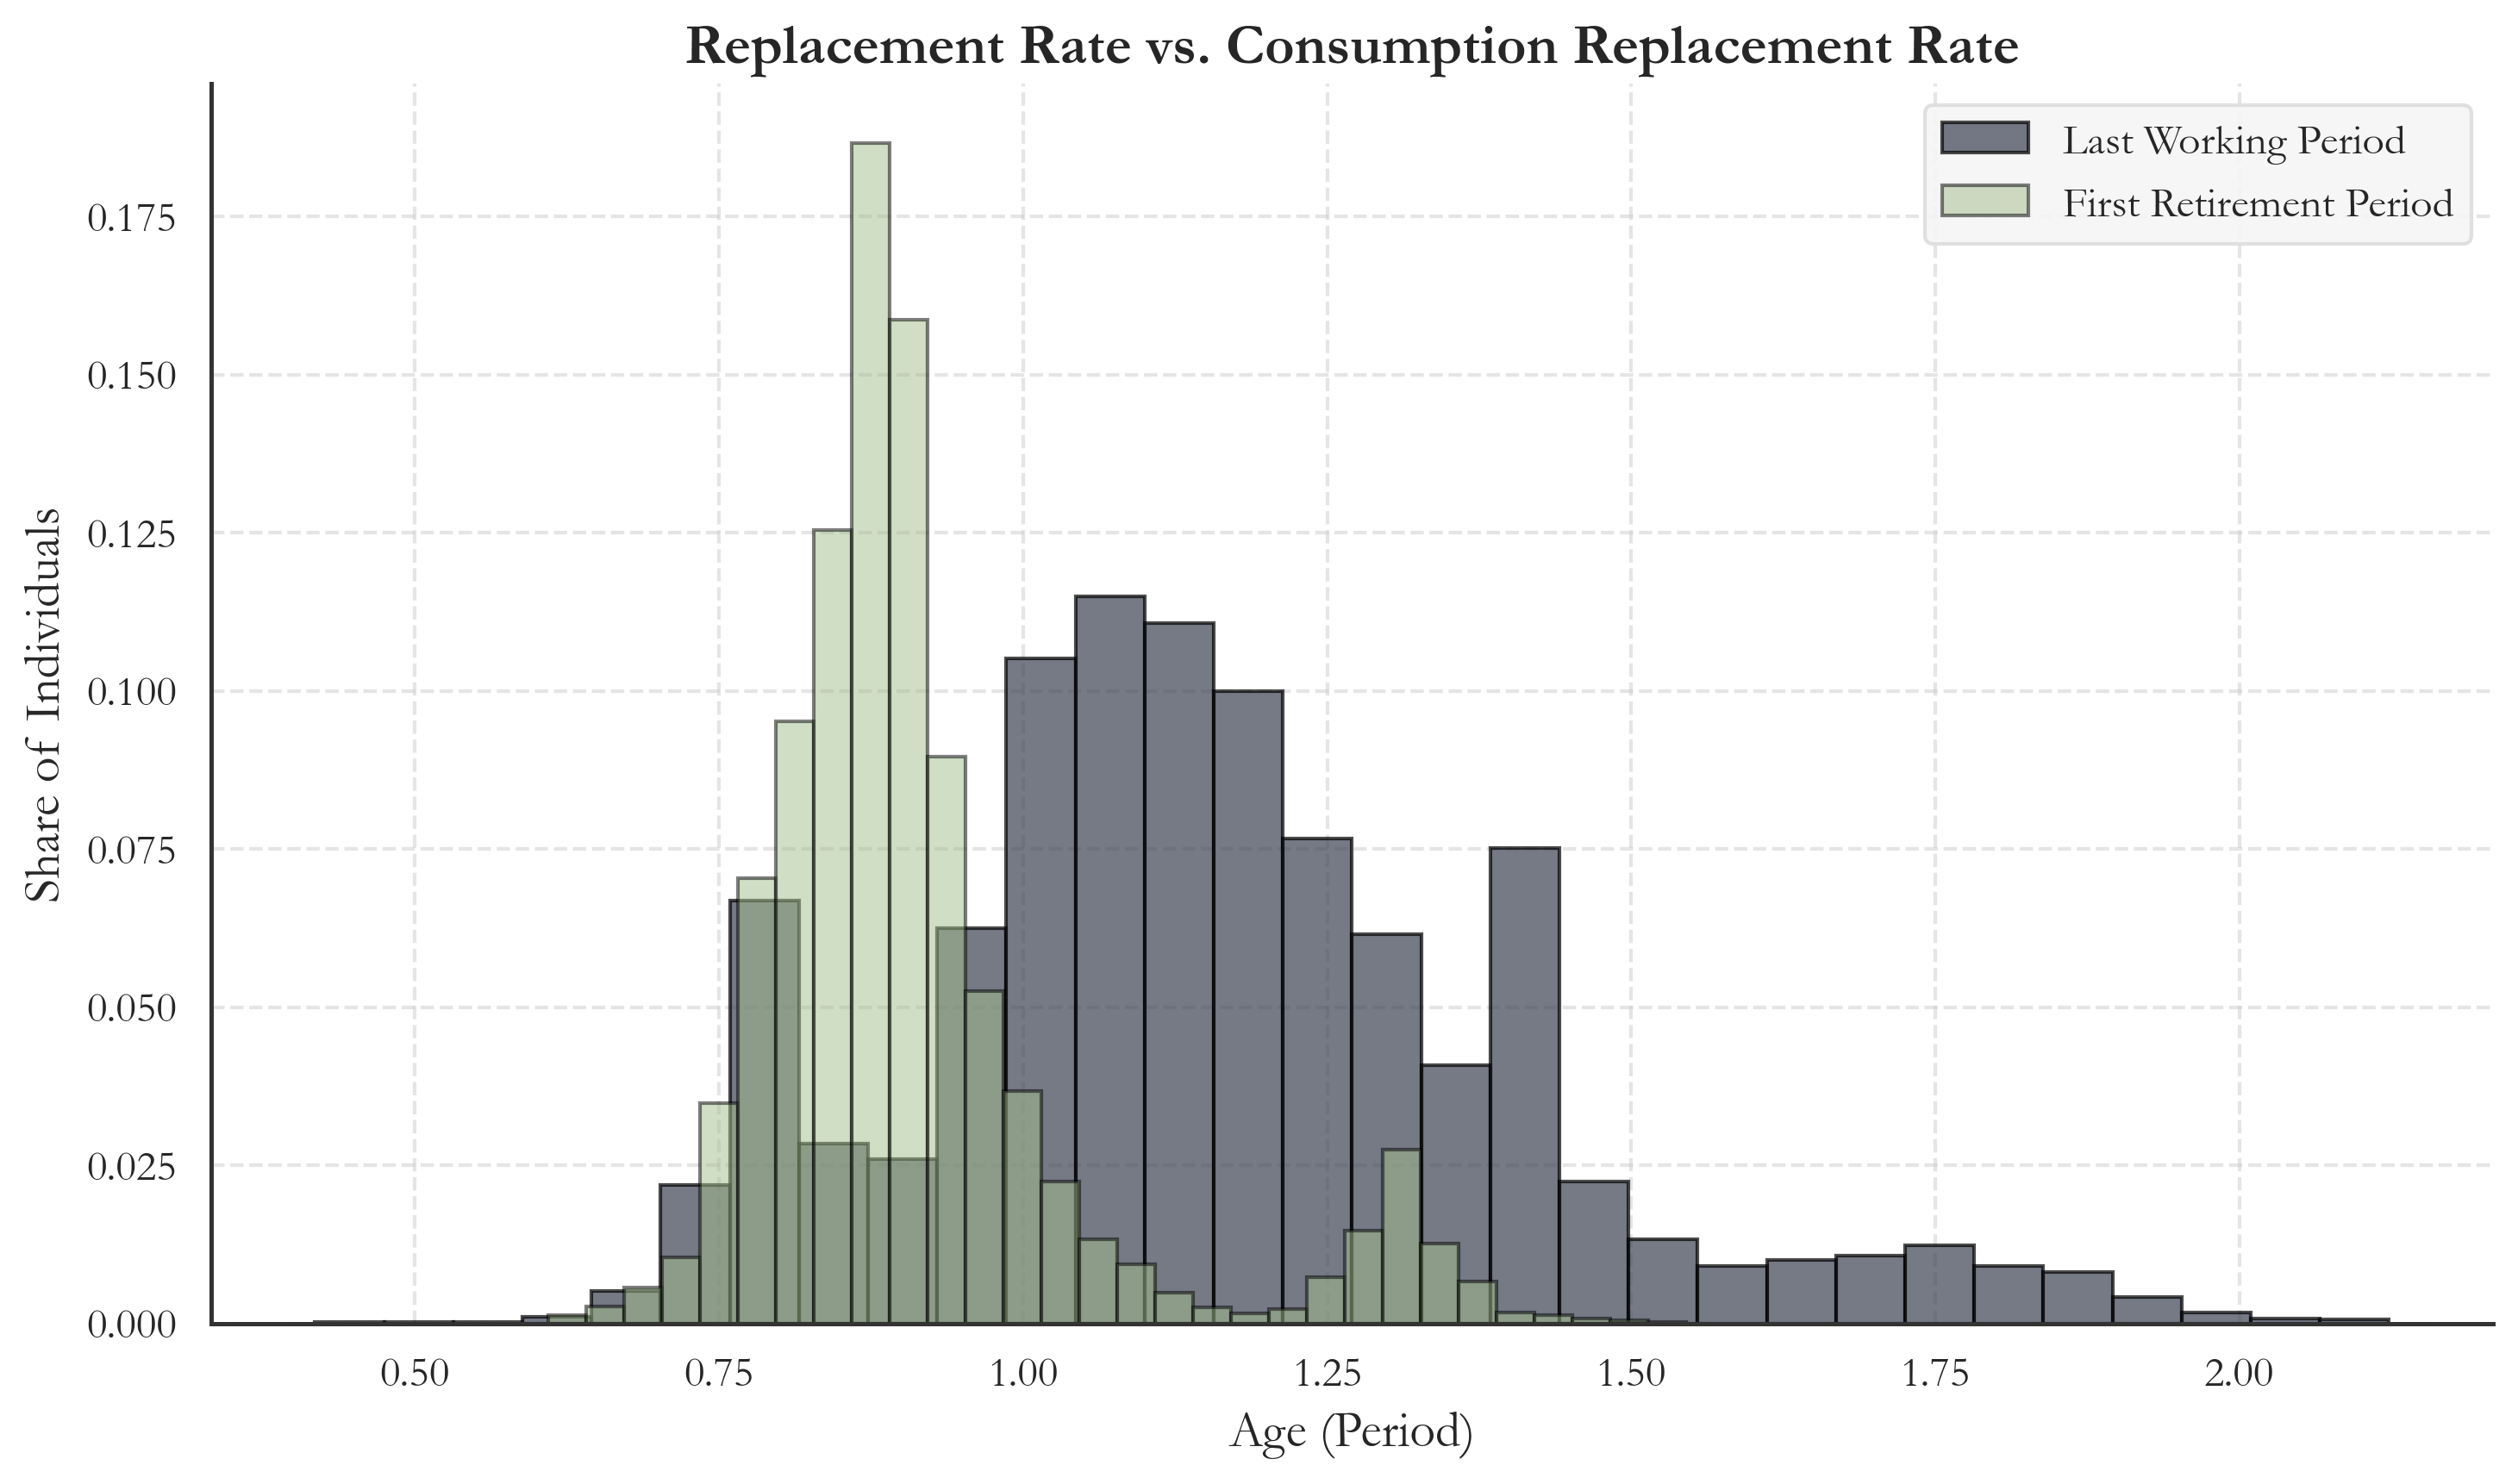 Replacement Rate vs. Consumption Replacement Rate
Last Working Period
First Retirement Period
Share of Individuals
0.175
0.150
0.125
0.100
0.075
0.050
0.025
0.000
0.50 0.75 1.00 1.25 1.50 1.75 2.00
Age (Period)